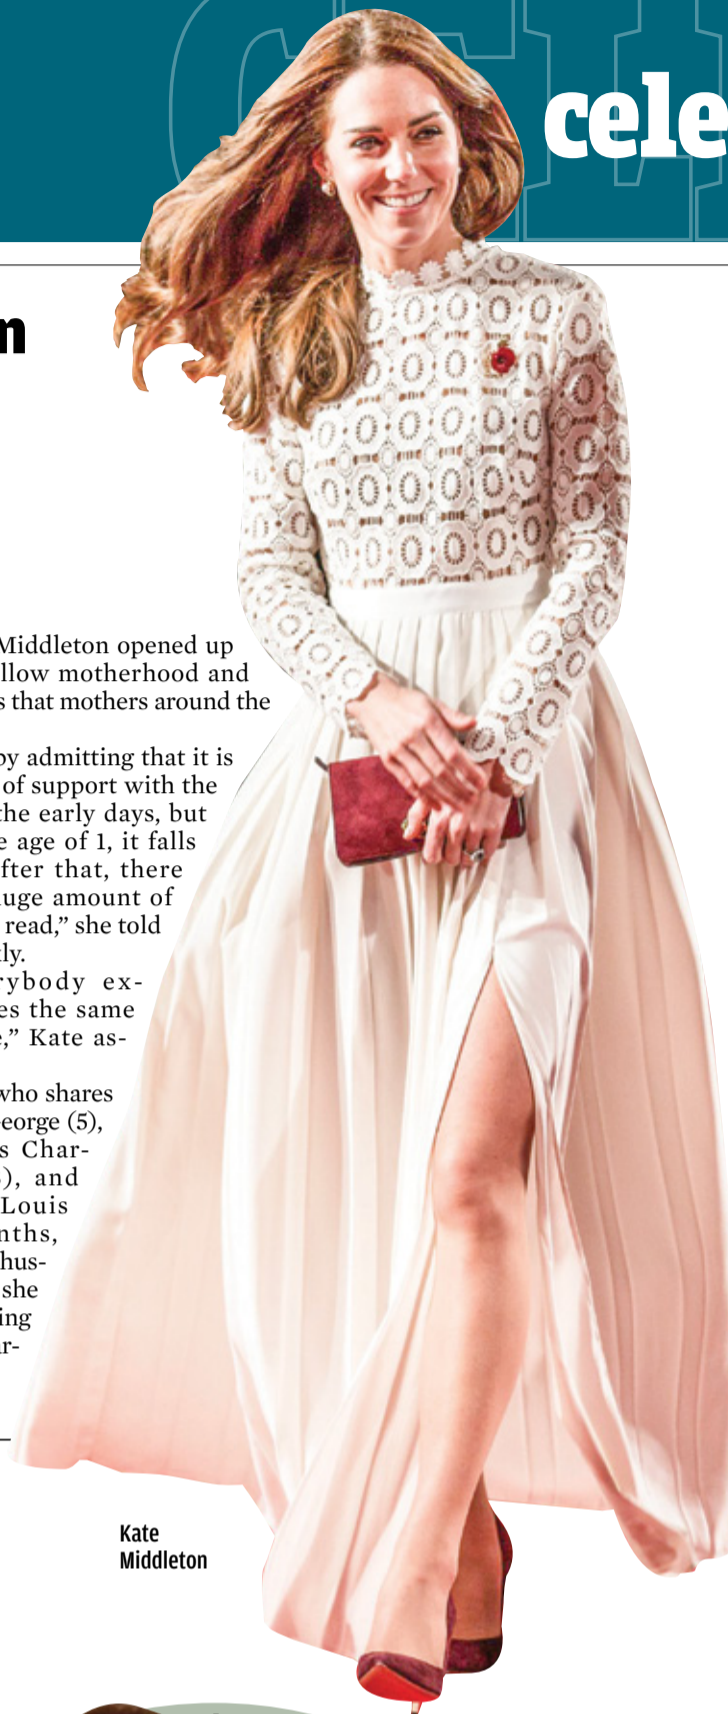 cele
n
Middleton opened up
llow motherhood and
s that mothers around the
by admitting that it is
of support with the
the early days, but
e age of 1, it falls
fter that, there
uge amount of
read,” she told
ly.
rybody ex-
es the same
e,” Kate as-
who shares
eorge (5),
s Char-
), and
Louis
nths,
hus-
she
ing
r-
Kate
Middleton